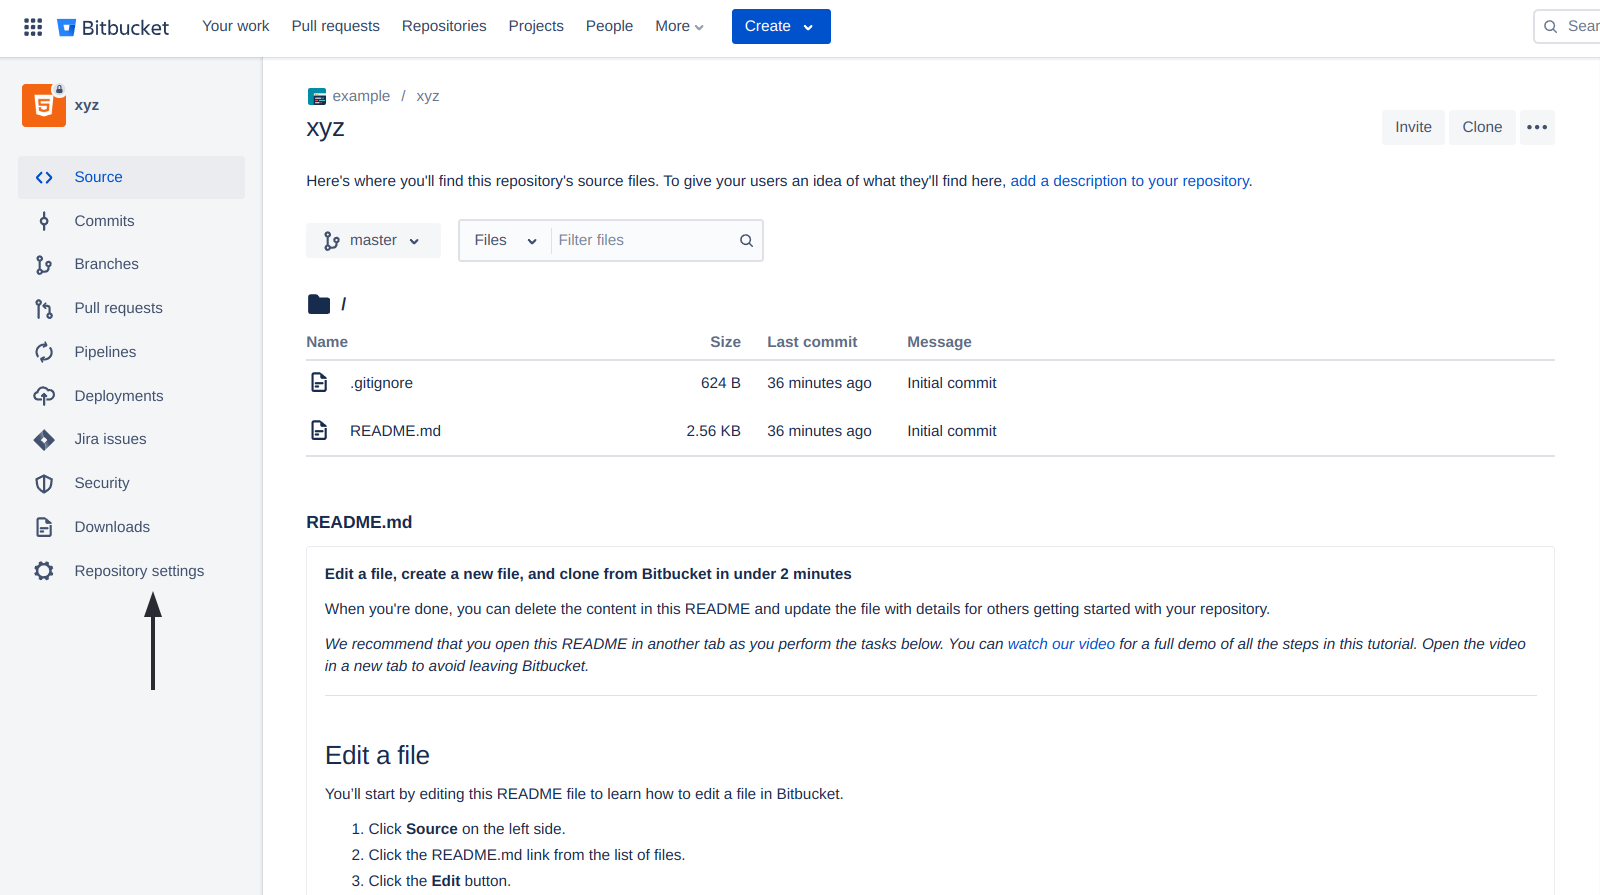 Bitbucket
Your work
Pull requests
Repositories
Projects
People
More
Create
Sear
xyz
Source
Commits
Branches
Pull requests
Pipelines
Deployments
Jira issues
Security
Downloads
Repository settings
example / xyz
xyz
Invite
Clone
Here's where you'll find this repository's source files. To give your users an idea of what they'll find here, add a description to your repository.
master
Files
Filter files
/
Name Size Last commit Message
.gitignore 624 B 36 minutes ago Initial commit
README.md 2.56 KB 36 minutes ago Initial commit
README.md
Edit a file, create a new file, and clone from Bitbucket in under 2 minutes
When you're done, you can delete the content in this README and update the file with details for others getting started with your repository.
We recommend that you open this README in another tab as you perform the tasks below. You can watch our video for a full demo of all the steps in this tutorial. Open the video
in a new tab to avoid leaving Bitbucket.
Edit a file
You’ll start by editing this README file to learn how to edit a file in Bitbucket.
1. Click Source on the left side.
2. Click the README.md link from the list of files.
3. Click the Edit button.